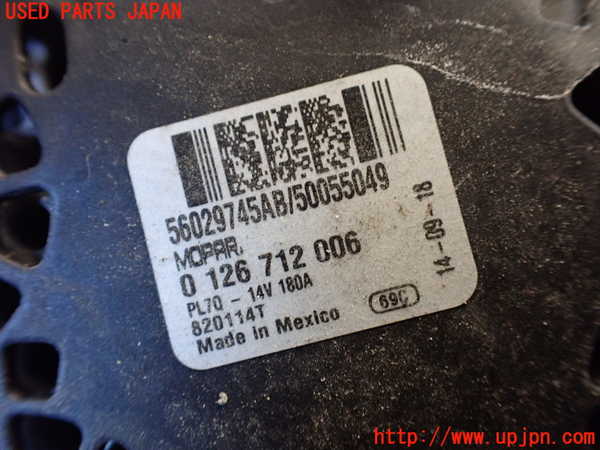 USED PARTS JAPAN
56029745AB/50055049
MOPAR.
0 126 712 006
PL70 - 14V 180A
820114T
Made in Mexico
69C
14-09-18
http://www.upjpn.com/